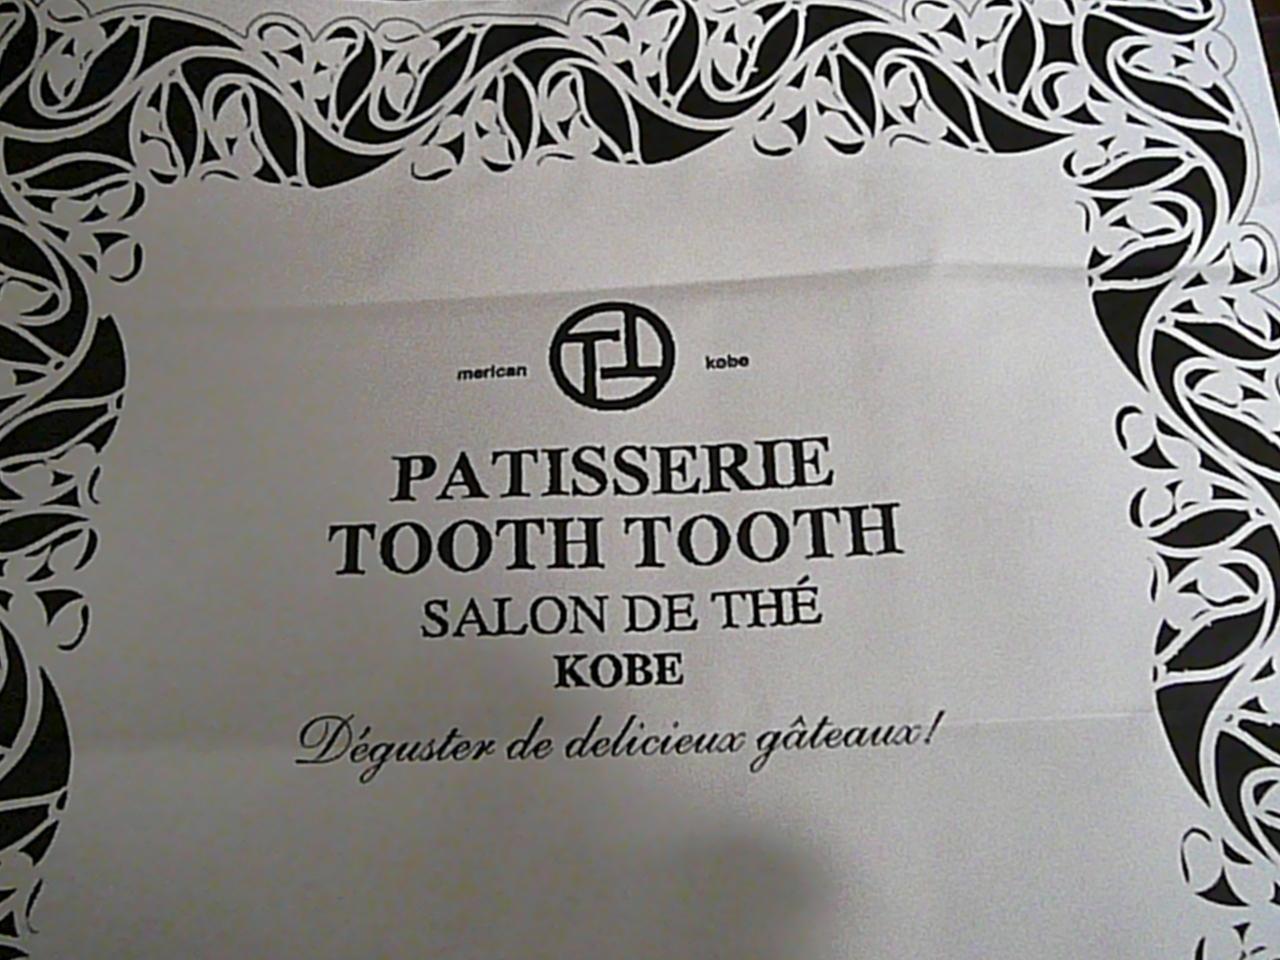 merican kobe
PATISSERIE
TOOTH TOOTH
SALON DE THÉ
KOBE
Déguster de delicieux gâteaux!